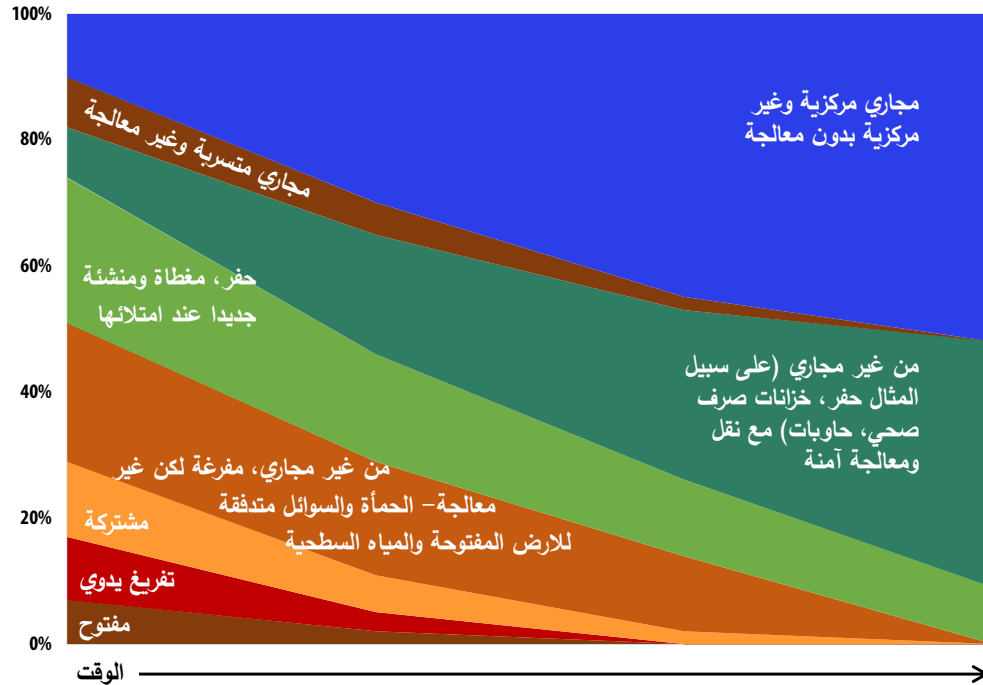 100%
80%
60%
40%
20%
0%
مجاري مركزية وغير
مركزية بدون معالجة
مجاري متسربة وغير معالجة
حفر، مغطاة ومنشئة
جديدا عند امتلائها
من غير مجاري (على سبيل
المثال حفر، خزانات صرف
صحي، حاوبات) مع نقل
ومعالجة آمنة
من غير مجاري، مفرغة لكن غير
معالجة– الحمأة والسوائل متدفقة
للارض المفتوحة والمياه السطحية
مشتركة
تفريغ يدوي
مفتوح
الوقت